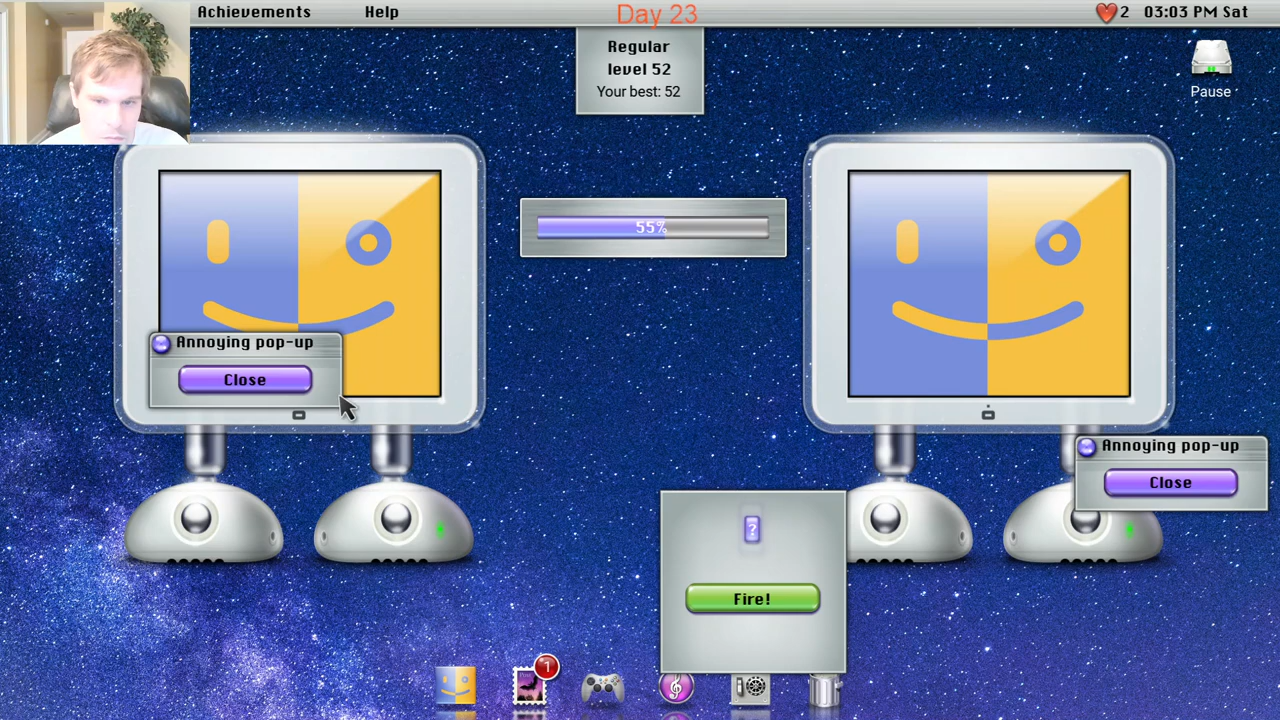 Achievements
Help
Day 23
2
03:03 PM Sat
Regular
level 52
Your best: 52
Pause
55%
Annoying pop-up
Close
Annoying pop-up
Close
?
Fire!
1